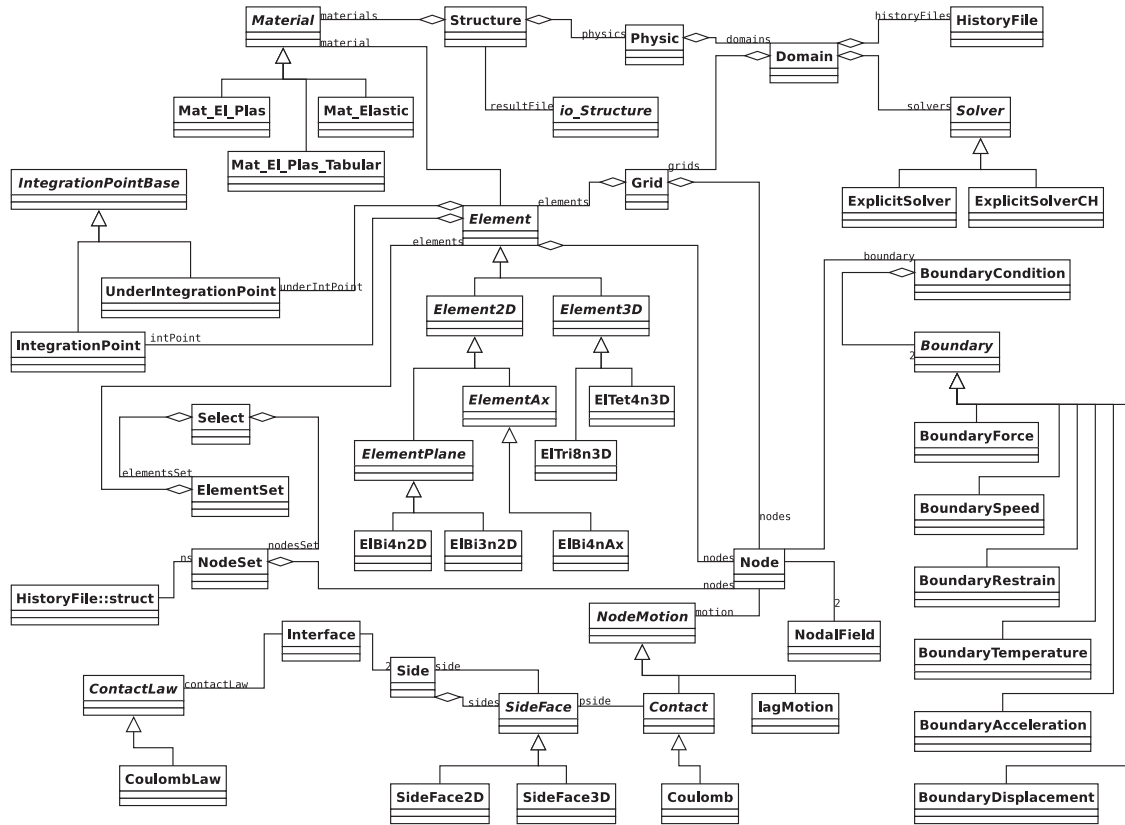 Material
materials
Structure
physics
Physic
domains
historyFiles
HistoryFile
material
Domain
Mat_El_Plas
Mat_Elastic
resultFile
io_Structure
solvers
Solver
Mat_El_Plas_Tabular
IntegrationPointBase
grids
Grid
elements
Element
ExplicitSolver
ExplicitSolverCH
elements
boundary
BoundaryCondition
UnderIntegrationPoint
underIntPoint
Element2D
Element3D
IntegrationPoint
intPoint
Boundary
2
Select
ElementAx
ElTet4n3D
BoundaryForce
ElementPlane
ElTri8n3D
elementsSet
ElementSet
BoundarySpeed
nodes
ElBi4n2D
ElBi3n2D
ElBi4nAx
nodesSet
ns
NodeSet
nodes
Node
nodes
BoundaryRestrain
HistoryFile::struct
2
NodeMotion
motion
Interface
NodalField
BoundaryTemperature
2
Side
side
ContactLaw
contactLaw
sides
SideFace
pside
Contact
lagMotion
BoundaryAcceleration
CoulombLaw
SideFace2D
SideFace3D
Coulomb
BoundaryDisplacement